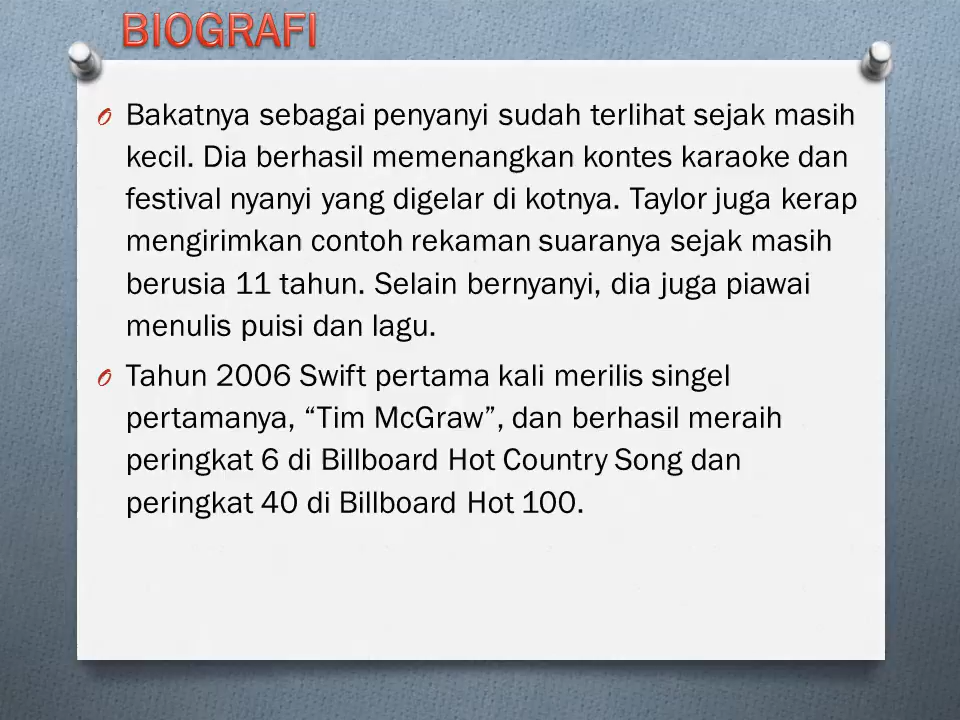 BIOGRAFI
Bakatnya sebagai penyanyi sudah terlihat sejak masih
kecil. Dia berhasil memenangkan kontes karaoke dan
festival nyanyi yang digelar di kotnya. Taylor juga kerap
mengirimkan contoh rekaman suaranya sejak masih
berusia 11 tahun. Selain bernyanyi, dia juga piawai
menulis puisi dan lagu.
Tahun 2006 Swift pertama kali merilis singel
pertamanya, “Tim McGraw”, dan berhasil meraih
peringkat 6 di Billboard Hot Country Song dan
peringkat 40 di Billboard Hot 100.